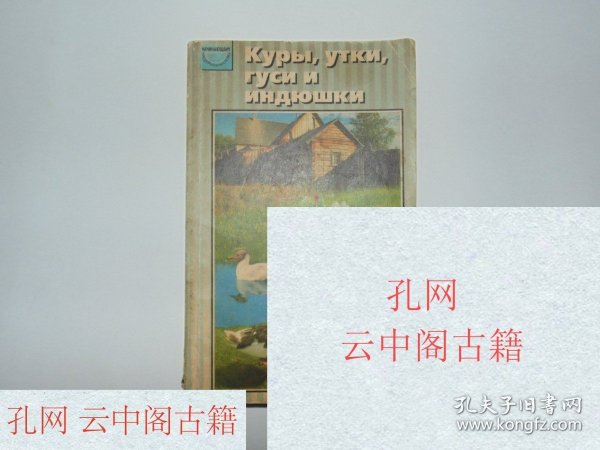 Куры, утки,
гуси и
индюшки
孔网
云中阁古籍
孔网 云中阁古籍
孔夫子旧书网
www.kongfz.com